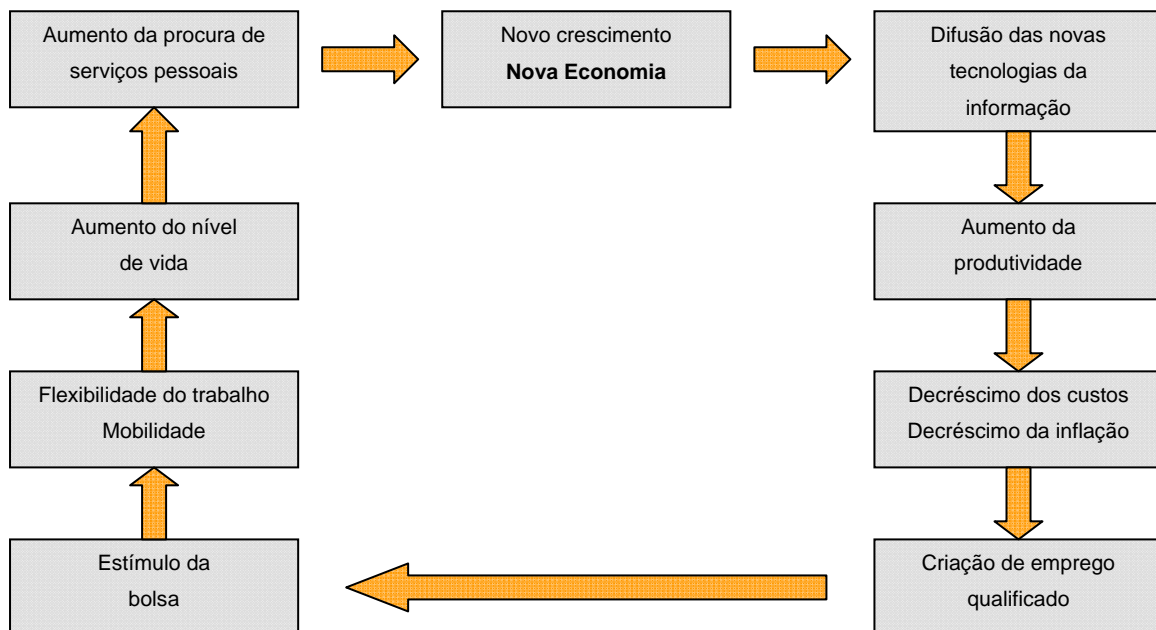 Aumento da procura de
serviços pessoais
Novo crescimento
Nova Economia
Difusão das novas
tecnologias da
informação
Aumento do nível
de vida
Aumento da
produtividade
Flexibilidade do trabalho
Mobilidade
Decréscimo dos custos
Decréscimo da inflação
Estímulo da
bolsa
Criação de emprego
qualificado